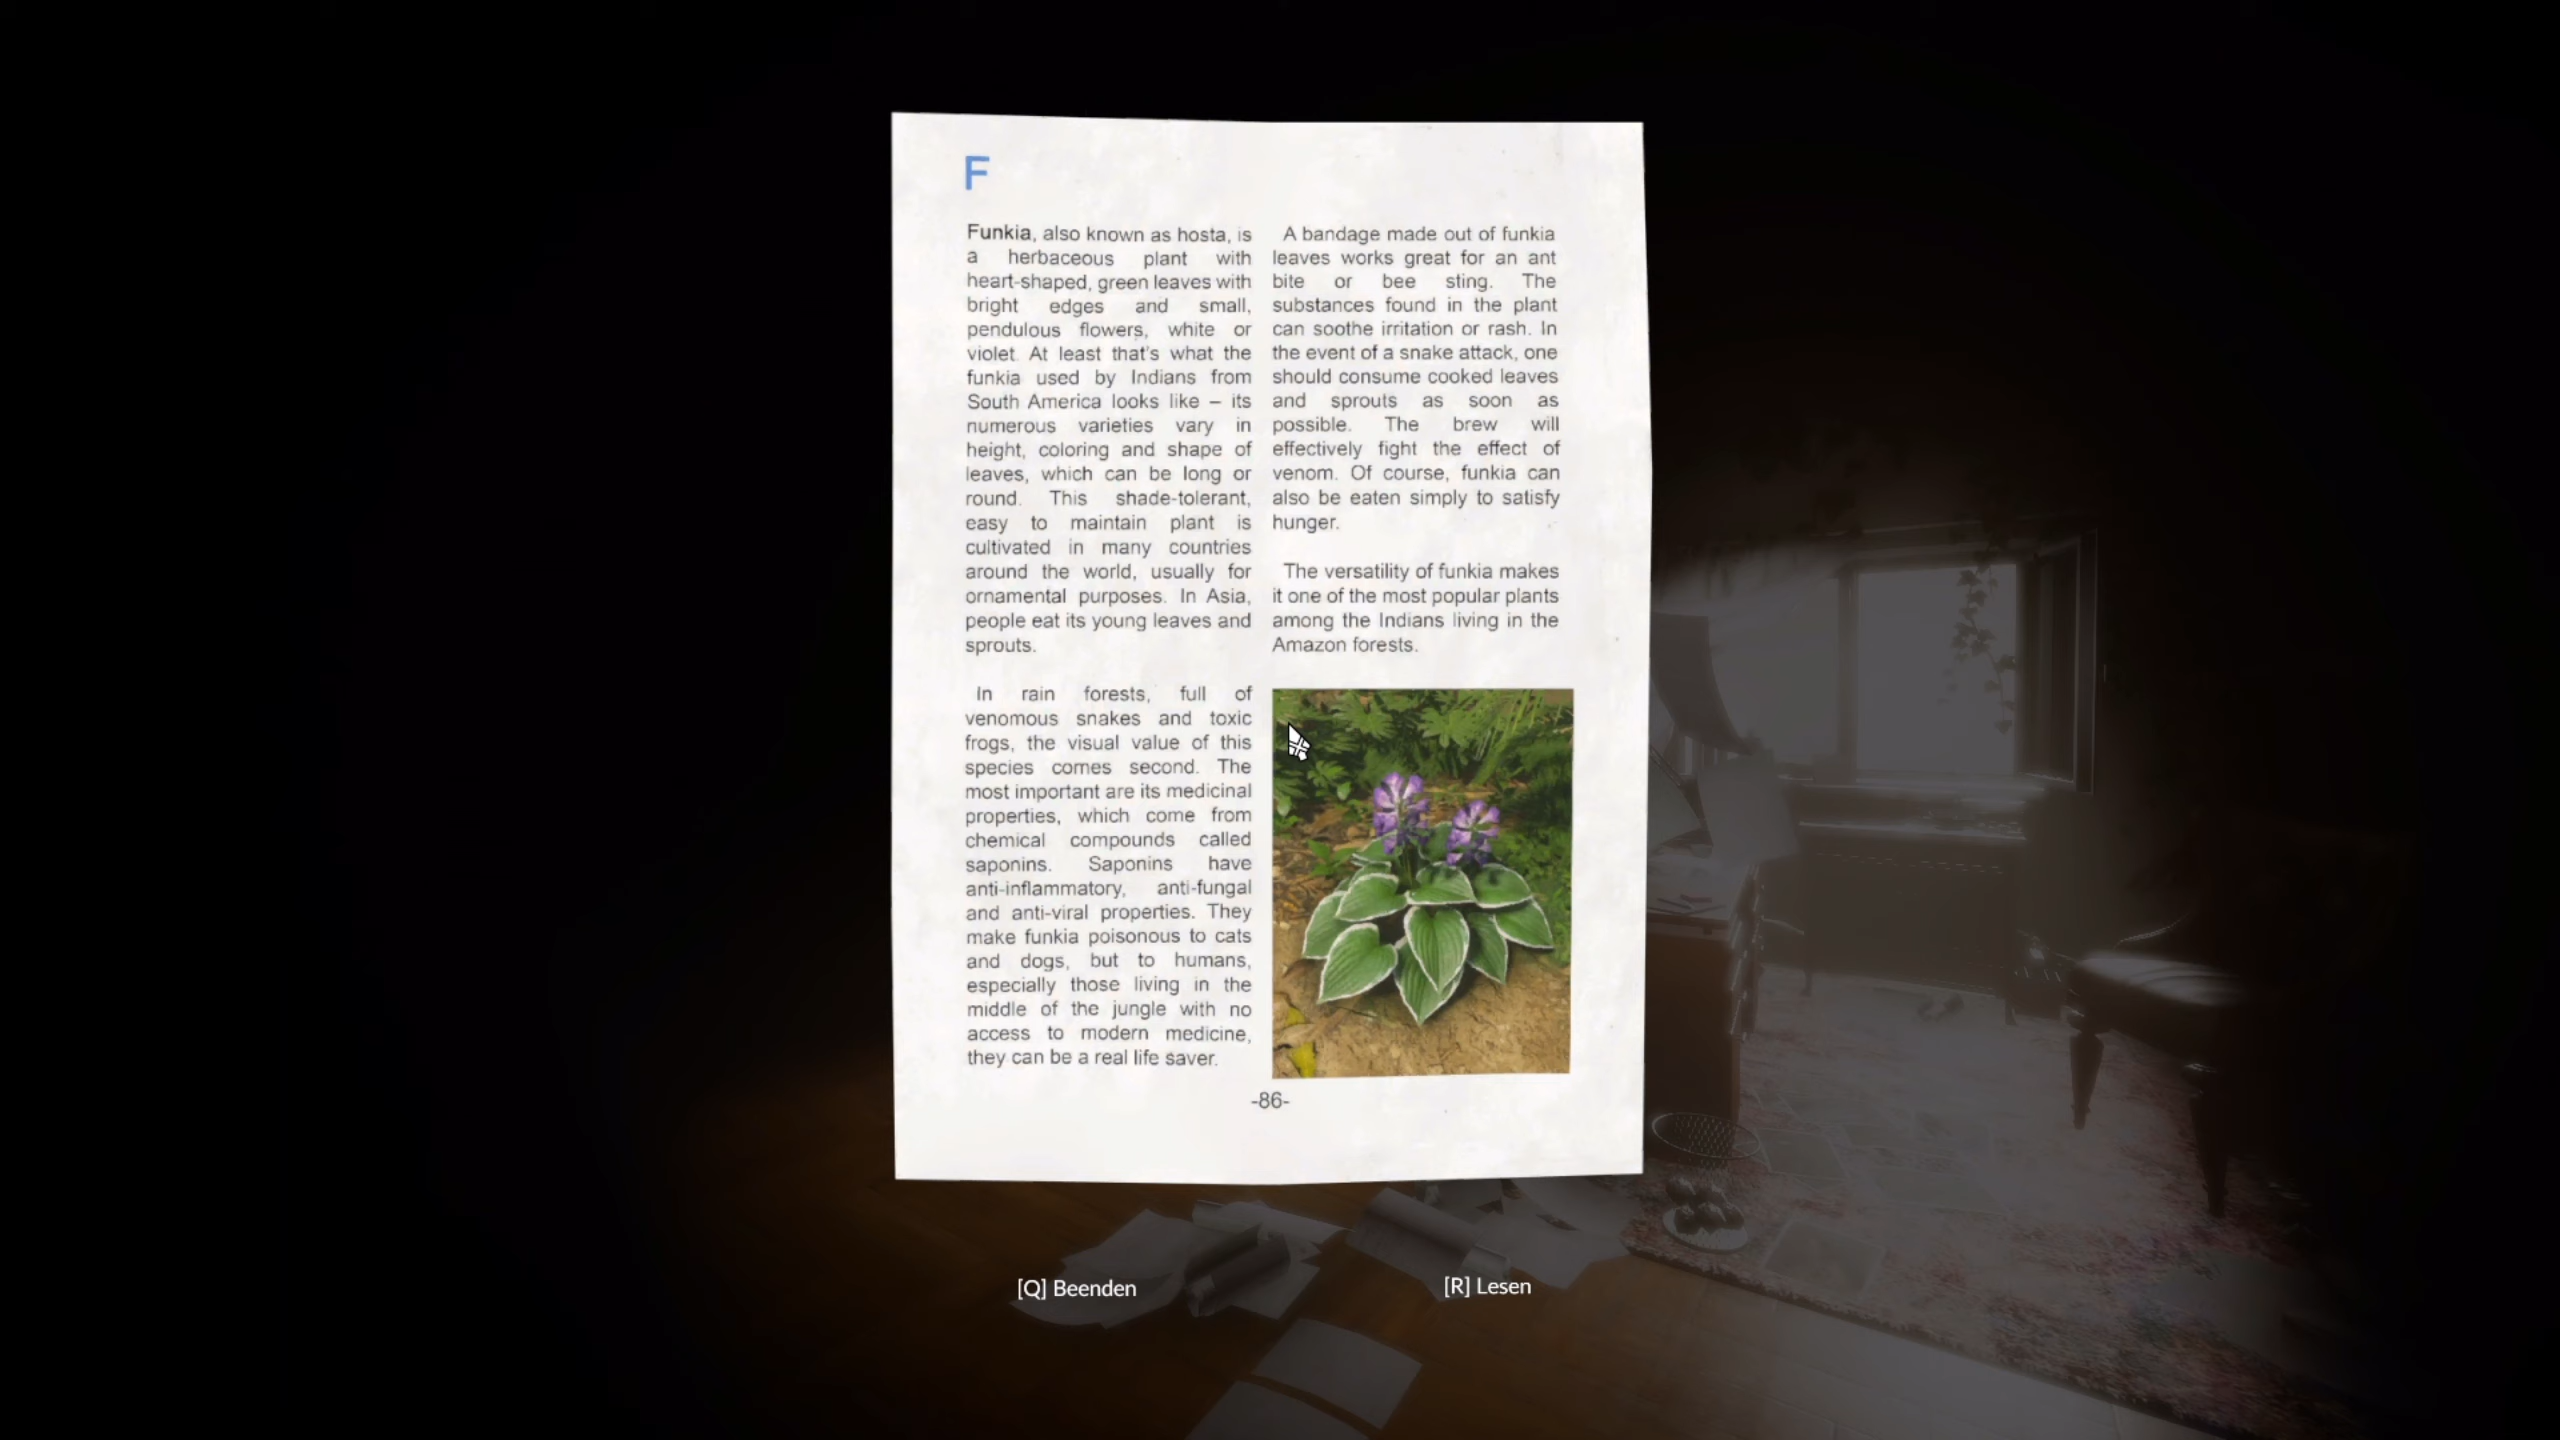 F
Funkia, also known as hosta, is
a herbaceous plant with
heart-shaped, green leaves with
bright edges and small,
pendulous flowers, white or
violet. At least that's what the
funkia used by Indians from
South America looks like – its
numerous varieties vary in
height, coloring and shape of
leaves, which can be long or
round. This shade-tolerant,
easy to maintain plant is
cultivated in many countries
around the world, usually for
ornamental purposes. In Asia,
people eat its young leaves and
sprouts.
In rain forests, full of
venomous snakes and toxic
frogs, the visual value of this
species comes second. The
most important are its medicinal
properties, which come from
chemical compounds called
saponins. Saponins have
anti-inflammatory, anti-fungal
and anti-viral properties. They
make funkia poisonous to cats
and dogs, but to humans,
especially those living in the
middle of the jungle with no
access to modern medicine,
they can be a real life saver.
A bandage made out of funkia
leaves works great for an ant
bite or bee sting. The
substances found in the plant
can soothe irritation or rash. In
the event of a snake attack, one
should consume cooked leaves
and sprouts as soon as
possible. The brew will
effectively fight the effect of
venom. Of course, funkia can
also be eaten simply to satisfy
hunger.
The versatility of funkia makes
it one of the most popular plants
among the Indians living in the
Amazon forests.
-86-
[Q] Beenden
[R] Lesen